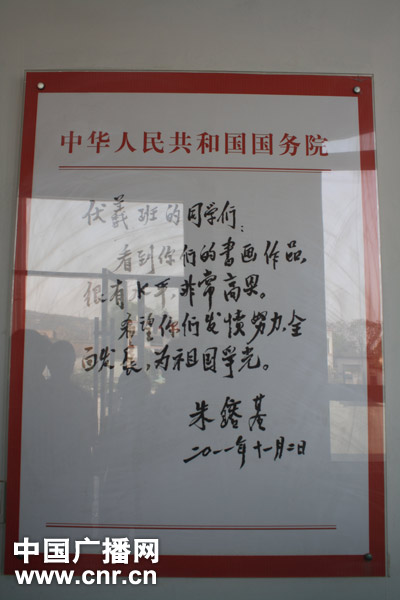 中华人民共和国国务院
伏羲班的同学们:
看到你们的书画作品,
很有水平,非常高興。
希望你们发愤努力,全
面发展,为祖国争光。
朱镕基
二〇一一年十一月二日
中国广播网
www.cnr.cn